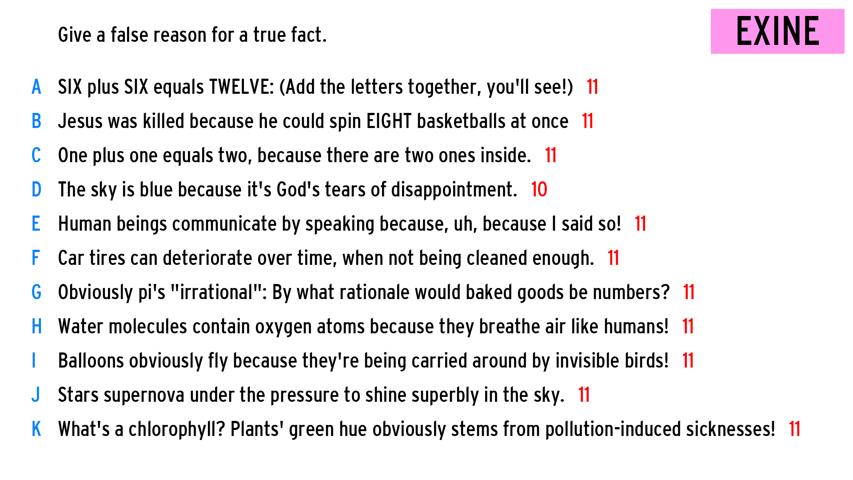 Give a false reason for a true fact.
EXINE
A SIX plus SIX equals TWELVE: (Add the letters together, you'll see!) 11
B Jesus was killed because he could spin EIGHT basketballs at once 11
C One plus one equals two, because there are two ones inside. 11
D The sky is blue because it's God's tears of disappointment. 10
E Human beings communicate by speaking because, uh, because I said so! 11
F Car tires can deteriorate over time, when not being cleaned enough. 11
G Obviously pi's "irrational": By what rationale would baked goods be numbers? 11
H Water molecules contain oxygen atoms because they breathe air like humans! 11
I Balloons obviously fly because they're being carried around by invisible birds! 11
J Stars supernova under the pressure to shine superbly in the sky. 11
K What's a chlorophyll? Plants' green hue obviously stems from pollution-induced sicknesses! 11